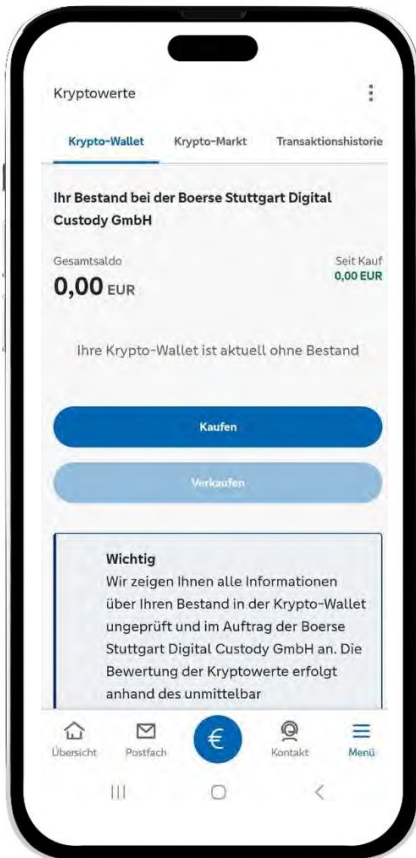 Kryptowerte
Krypto-Wallet Krypto-Markt Transaktionshistorie
Ihr Bestand bei der Boerse Stuttgart Digital
Custody GmbH
Gesamtsaldo Seit Kauf
0,00 EUR 0,00 EUR
Ihre Krypto-Wallet ist aktuell ohne Bestand
Kaufen
Verkaufen
Wichtig
Wir zeigen Ihnen alle Informationen
über Ihren Bestand in der Krypto-Wallet
ungeprüft und im Auftrag der Boerse
Stuttgart Digital Custody GmbH an. Die
Bewertung der Kryptowerte erfolgt
anhand des unmittelbar
€
Übersicht Postfach Kontakt Menü